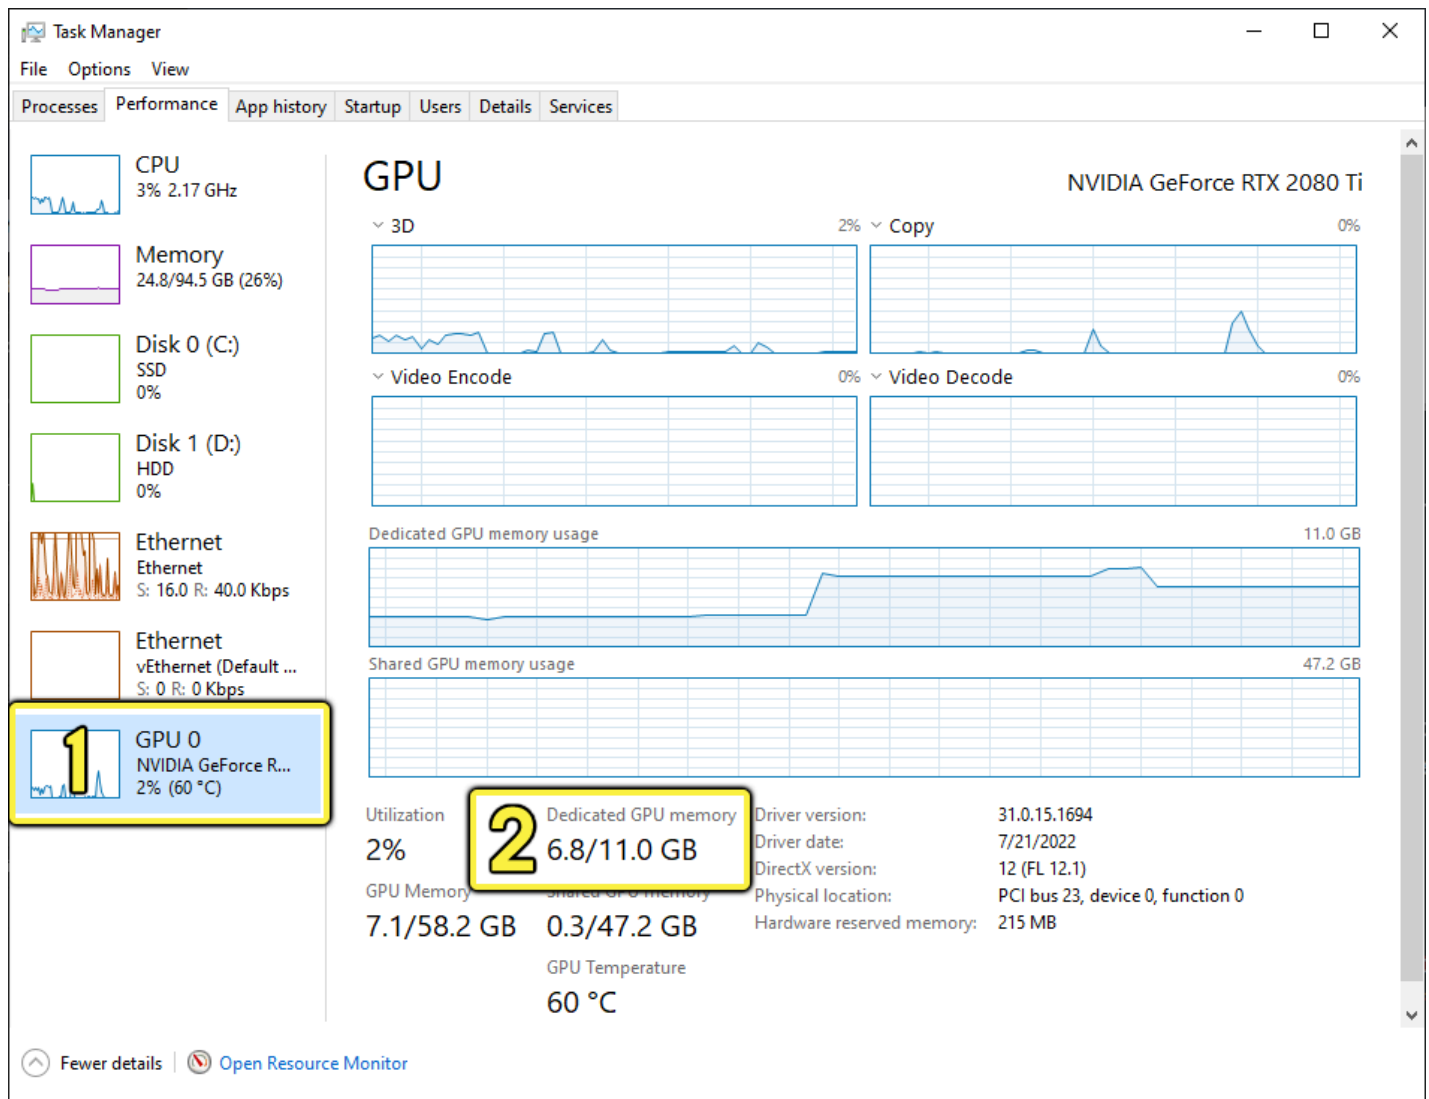 Task Manager
File Options View
Processes Performance App history Startup Users Details Services
CPU
3% 2.17 GHz
Memory
24.8/94.5 GB (26%)
Disk 0 (C:)
SSD
0%
Disk 1 (D:)
HDD
0%
Ethernet
Ethernet
S: 16.0 R: 40.0 Kbps
Ethernet
vEthernet (Default ...
S: 0 R: 0 Kbps
1
GPU 0
NVIDIA GeForce R...
2% (60 °C)
GPU
NVIDIA GeForce RTX 2080 Ti
3D 2%
Copy 0%
Video Encode 0%
Video Decode 0%
Dedicated GPU memory usage 11.0 GB
Shared GPU memory usage 47.2 GB
Utilization
2%
2
Dedicated GPU memory
6.8/11.0 GB
GPU Memory
7.1/58.2 GB
Shared GPU memory
0.3/47.2 GB
GPU Temperature
60 °C
Driver version: 31.0.15.1694
Driver date: 7/21/2022
DirectX version: 12 (FL 12.1)
Physical location: PCI bus 23, device 0, function 0
Hardware reserved memory: 215 MB
Fewer details
Open Resource Monitor